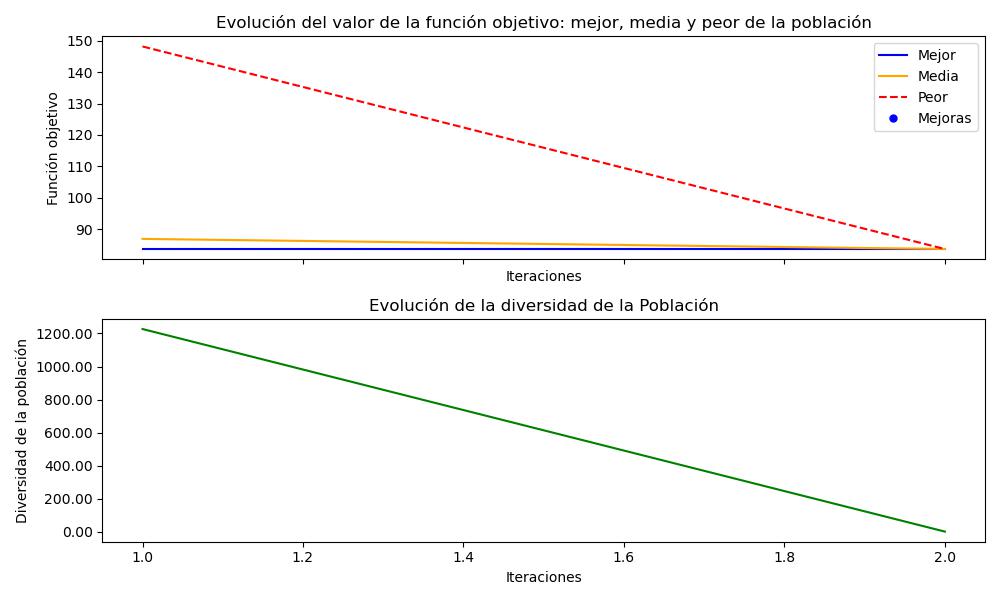 Evolución del valor de la función objetivo: mejor, media y peor de la población
150
140
130
120
110
100
90
Función objetivo
Mejor
Media
Peor
Mejoras
Iteraciones
Evolución de la diversidad de la Población
1200.00
1000.00
800.00
600.00
400.00
200.00
0.00
Diversidad de la población
1.0
1.2
1.4
1.6
1.8
2.0
Iteraciones